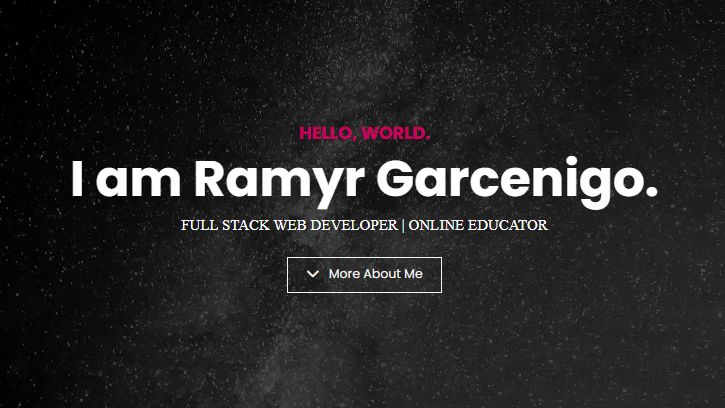 HELLO, WORLD.
I am Ramyr Garcenigo.
FULL STACK WEB DEVELOPER | ONLINE EDUCATOR
More About Me